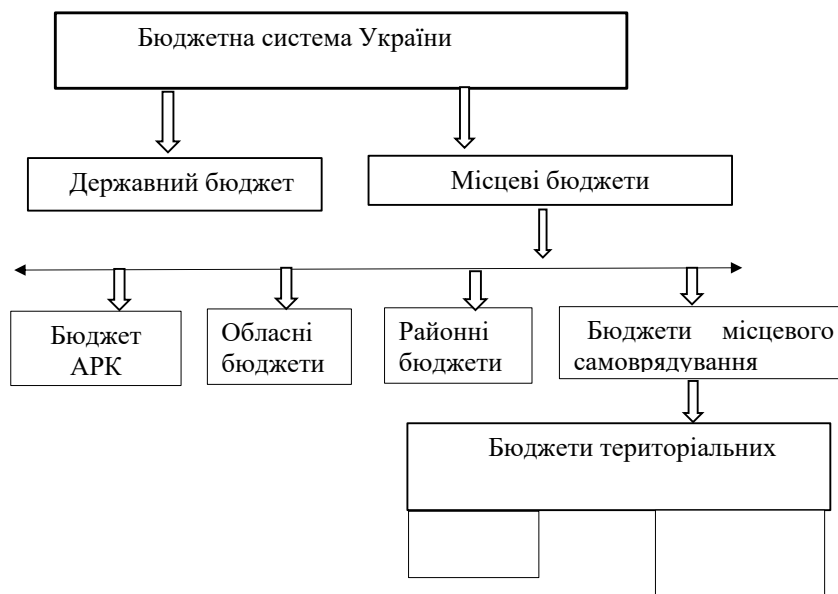 Бюджетна система України
Державний бюджет
Місцеві бюджети
Бюджет
АРК
Обласні
бюджети
Районні
бюджети
Бюджети місцевого
самоврядування
Бюджети територіальних